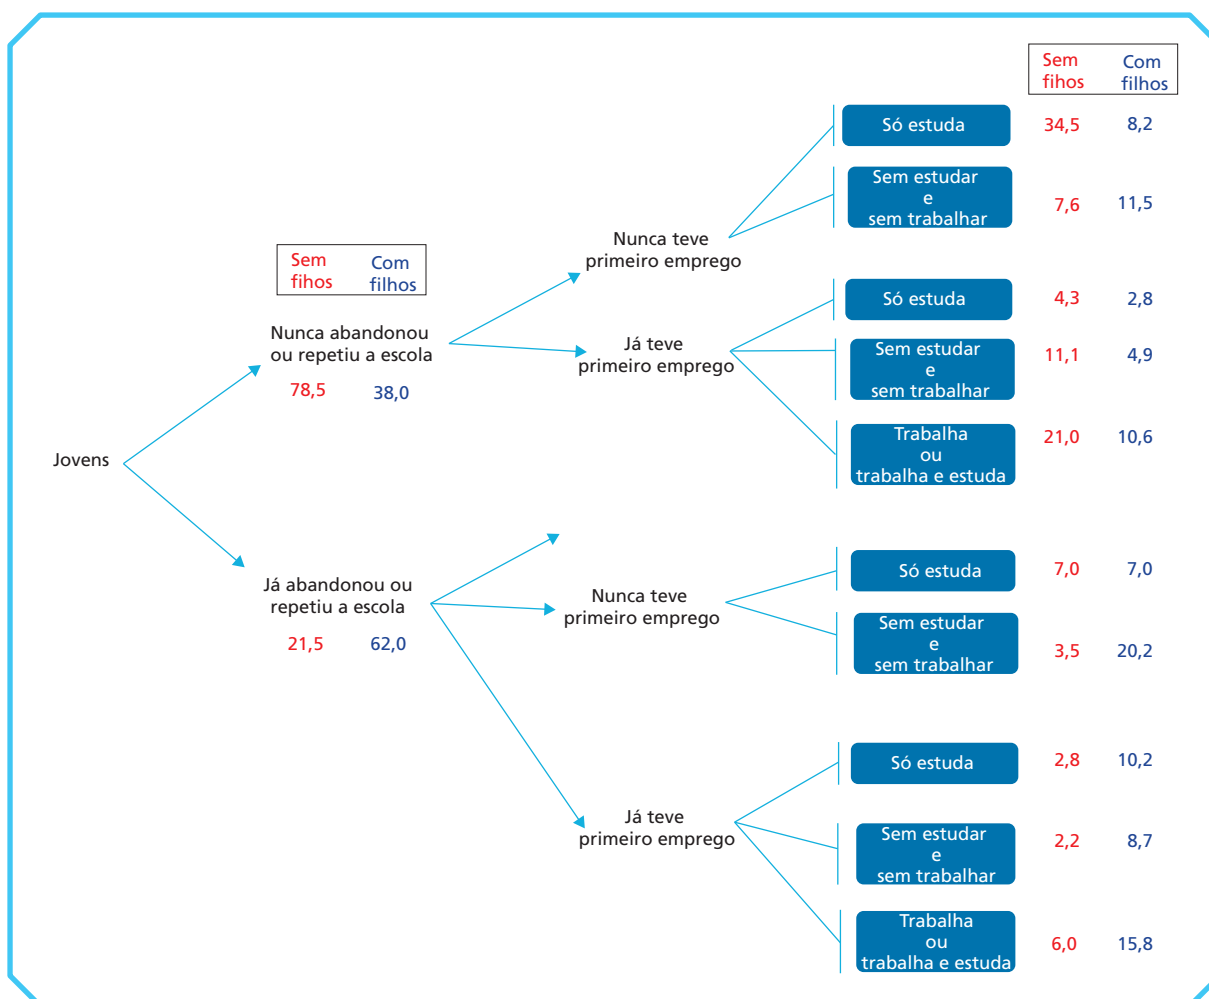 Sem Com
fihos filhos
Só estuda 34,5 8,2
Sem estudar
e
sem trabalhar 7,6 11,5
Nunca teve
primeiro emprego
Sem Com
fihos filhos
Só estuda 4,3 2,8
Nunca abandonou
ou repetiu a escola
78,5 38,0
Já teve
primeiro emprego
Sem estudar
e
sem trabalhar 11,1 4,9
Trabalha
ou
trabalha e estuda 21,0 10,6
Jovens
Já abandonou ou
repetiu a escola
21,5 62,0
Nunca teve
primeiro emprego
Só estuda 7,0 7,0
Sem estudar
e
sem trabalhar 3,5 20,2
Já teve
primeiro emprego
Só estuda 2,8 10,2
Sem estudar
e
sem trabalhar 2,2 8,7
Trabalha
ou
trabalha e estuda 6,0 15,8